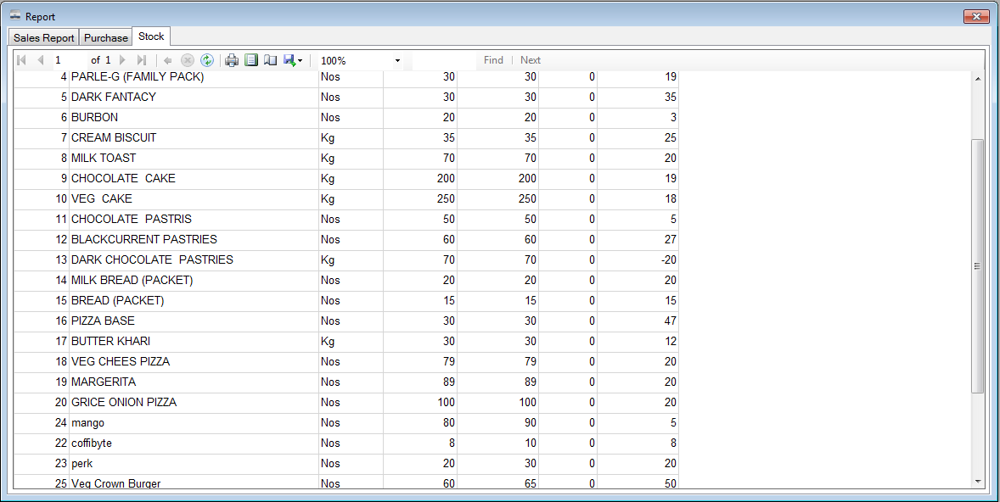 Report
Sales Report Purchase Stock
1 of 1 100% Find Next
4 PARLE-G (FAMILY PACK) Nos 30 30 0 19
5 DARK FANTACY Nos 30 30 0 35
6 BURBON Nos 20 20 0 3
7 CREAM BISCUIT Kg 35 35 0 25
8 MILK TOAST Kg 70 70 0 20
9 CHOCOLATE  CAKE Kg 200 200 0 19
10 VEG  CAKE Kg 250 250 0 18
11 CHOCOLATE  PASTRIS Nos 50 50 0 5
12 BLACKCURRENT PASTRIES Nos 60 60 0 27
13 DARK CHOCOLATE  PASTRIES Kg 70 70 0 -20
14 MILK BREAD (PACKET) Nos 20 20 0 20
15 BREAD (PACKET) Nos 15 15 0 15
16 PIZZA BASE Nos 30 30 0 47
17 BUTTER KHARI Kg 30 30 0 12
18 VEG CHEES PIZZA Nos 79 79 0 20
19 MARGERITA Nos 89 89 0 20
20 GRICE ONION PIZZA Nos 100 100 0 20
24 mango Nos 80 90 0 5
22 coffibyte Nos 8 10 0 8
23 perk Nos 20 30 0 20
25 Veg Crown Burger Nos 60 65 0 50